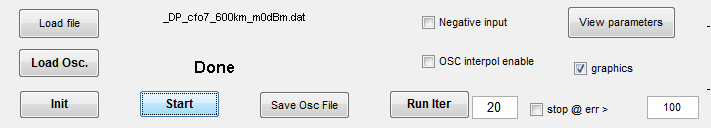 Load file
_DP_cfo7_600km_m0dBm.dat
Negative input
View parameters
Load Osc.
Done
OSC interpol enable
graphics
Init
Start
Save Osc File
Run Iter
20
stop @ err >
100